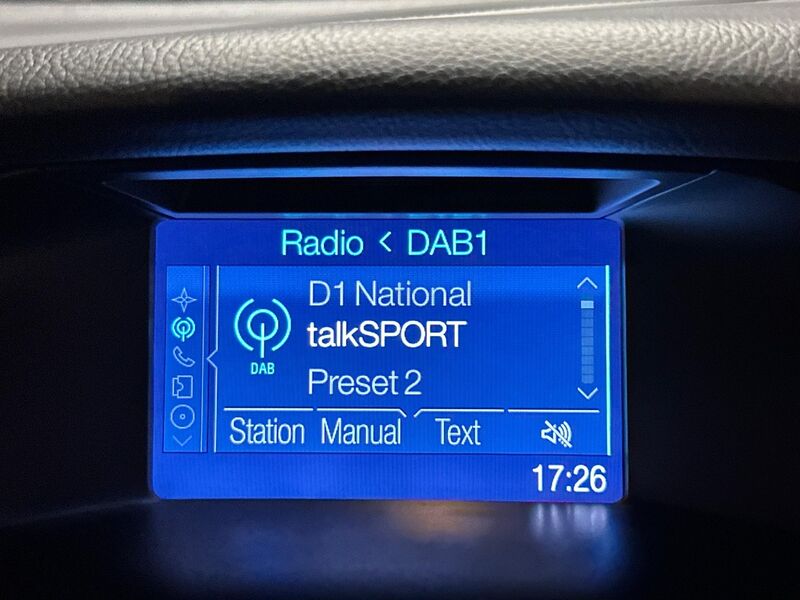 Radio < DAB1
D1 National
talkSPORT
DAB
Preset 2
Station Manual Text
17:26